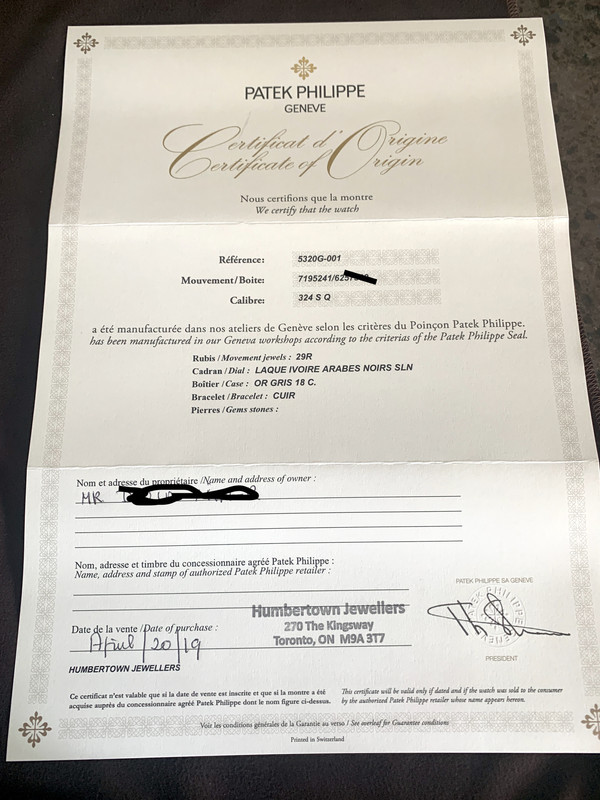 PATEK PHILIPPE
GENEVE
Certificat d'Origine
Certificate of Origin
Nous certifions que la montre
We certify that the watch
Référence: 5320G-001
Mouvement/Boite: 7195241/625
Calibre: 324 S Q
a été manufacturée dans nos ateliers de Genève selon les critères du Poinçon Patek Philippe.
has been manufactured in our Geneva workshops according to the criterias of the Patek Philippe Seal.
Rubis / Movement jewels : 29R
Cadran / Dial : LAQUE IVOIRE ARABES NOIRS SLN
Boîtier / Case : OR GRIS 18 C.
Bracelet / Bracelet : CUIR
Pierres / Gems stones :
Nom et adresse du propriétaire /Name and address of owner :
MR.
Nom, adresse et timbre du concessionnaire agréé Patek Philippe :
Name, address and stamp of authorized Patek Philippe retailer :
PATEK PHILIPPE SA GENEVE
Humbertown Jewellers
270 The Kingsway
Toronto, ON M9A 3T7
Date de la vente /Date of purchase :
April/20/19
PRESIDENT
HUMBERTOWN JEWELLERS
Ce certificat n'est valable que si la date de vente est inscrite et que si la montre a été
acquise auprès du concessionnaire agréé Patek Philippe dont le nom figure ci-dessus.
This certificate will be valid only if dated and if the watch was sold to the consumer
by the authorized Patek Philippe retailer whose name appears hereon.
Voir les conditions générales de la Garantie au verso / See overleaf for Guarantee conditions
Printed in Switzerland